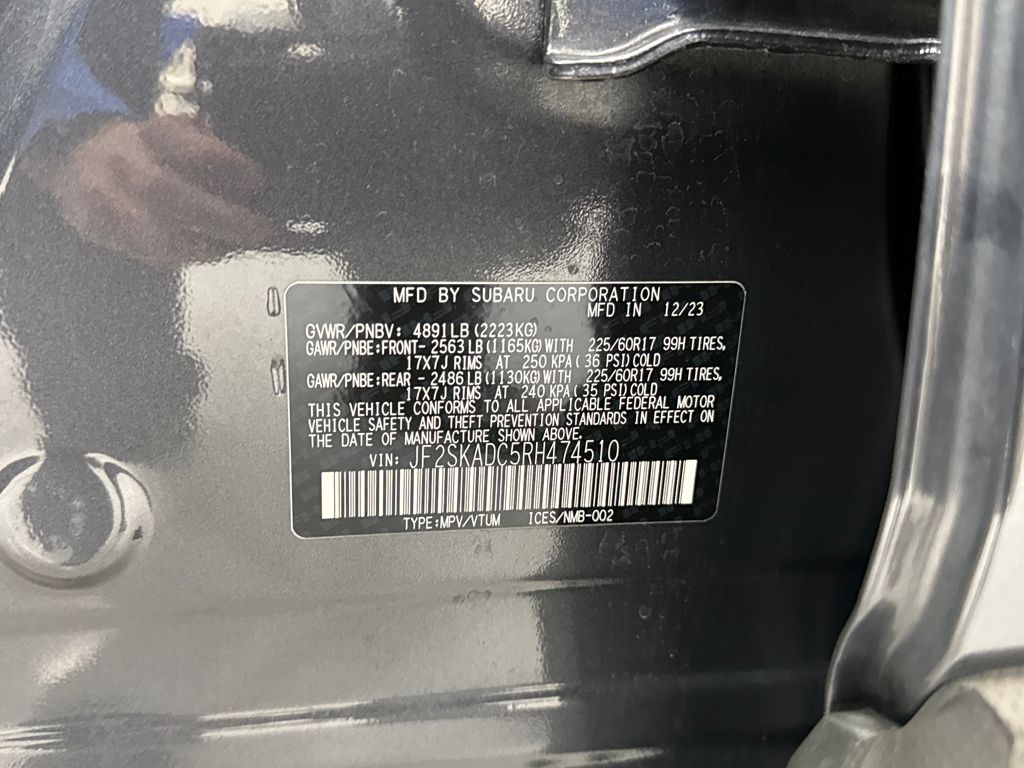 MFD BY SUBARU CORPORATION
MFD IN 12/23
GVWR/PNBV: 4891LB(2223KG)
GAWR/PNBE:FRONT- 2563LB(1165KG)WITH 225/60R17 99H TIRES,
17X7J RIMS AT 250 KPA(36 PSI)COLD
GAWR/PNBE:REAR - 2486LB(1130KG)WITH 225/60R17 99H TIRES,
17X7J RIMS AT 240 KPA(35 PSI)COLD
THIS VEHICLE CONFORMS TO ALL APPLICABLE FEDERAL MOTOR
VEHICLE SAFETY AND THEFT PREVENTION STANDARDS IN EFFECT ON
THE DATE OF MANUFACTURE SHOWN ABOVE.
VIN: JF2SKADC5RH474510
TYPE:MPV/VTUM ICES/NMB-002